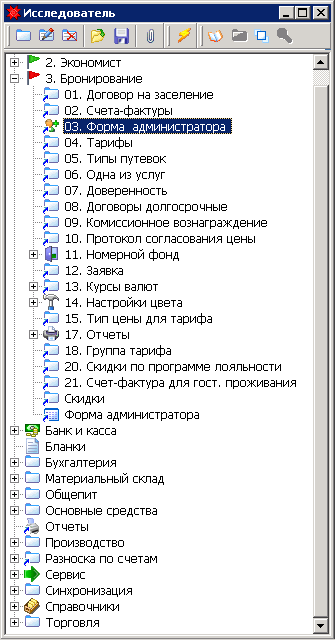 Исследователь
2. Экономист
3. Бронирование
01. Договор на заселение
02. Счета-фактуры
03. Форма администратора
04. Тарифы
05. Типы путевок
06. Одна из услуг
07. Доверенность
08. Договоры долгосрочные
09. Комиссионное вознаграждение
10. Протокол согласования цены
11. Номерной фонд
12. Заявка
13. Курсы валют
14. Настройки цвета
15. Тип цены для тарифа
17. Отчеты
18. Группа тарифа
20. Скидки по программе лояльности
21. Счет-фактура для гост. проживания
Скидки
Форма администратора
Банк и касса
Бланки
Бухгалтерия
Материальный склад
Общепит
Основные средства
Отчеты
Производство
Разноска по счетам
Сервис
Синхронизация
Справочники
Торговля